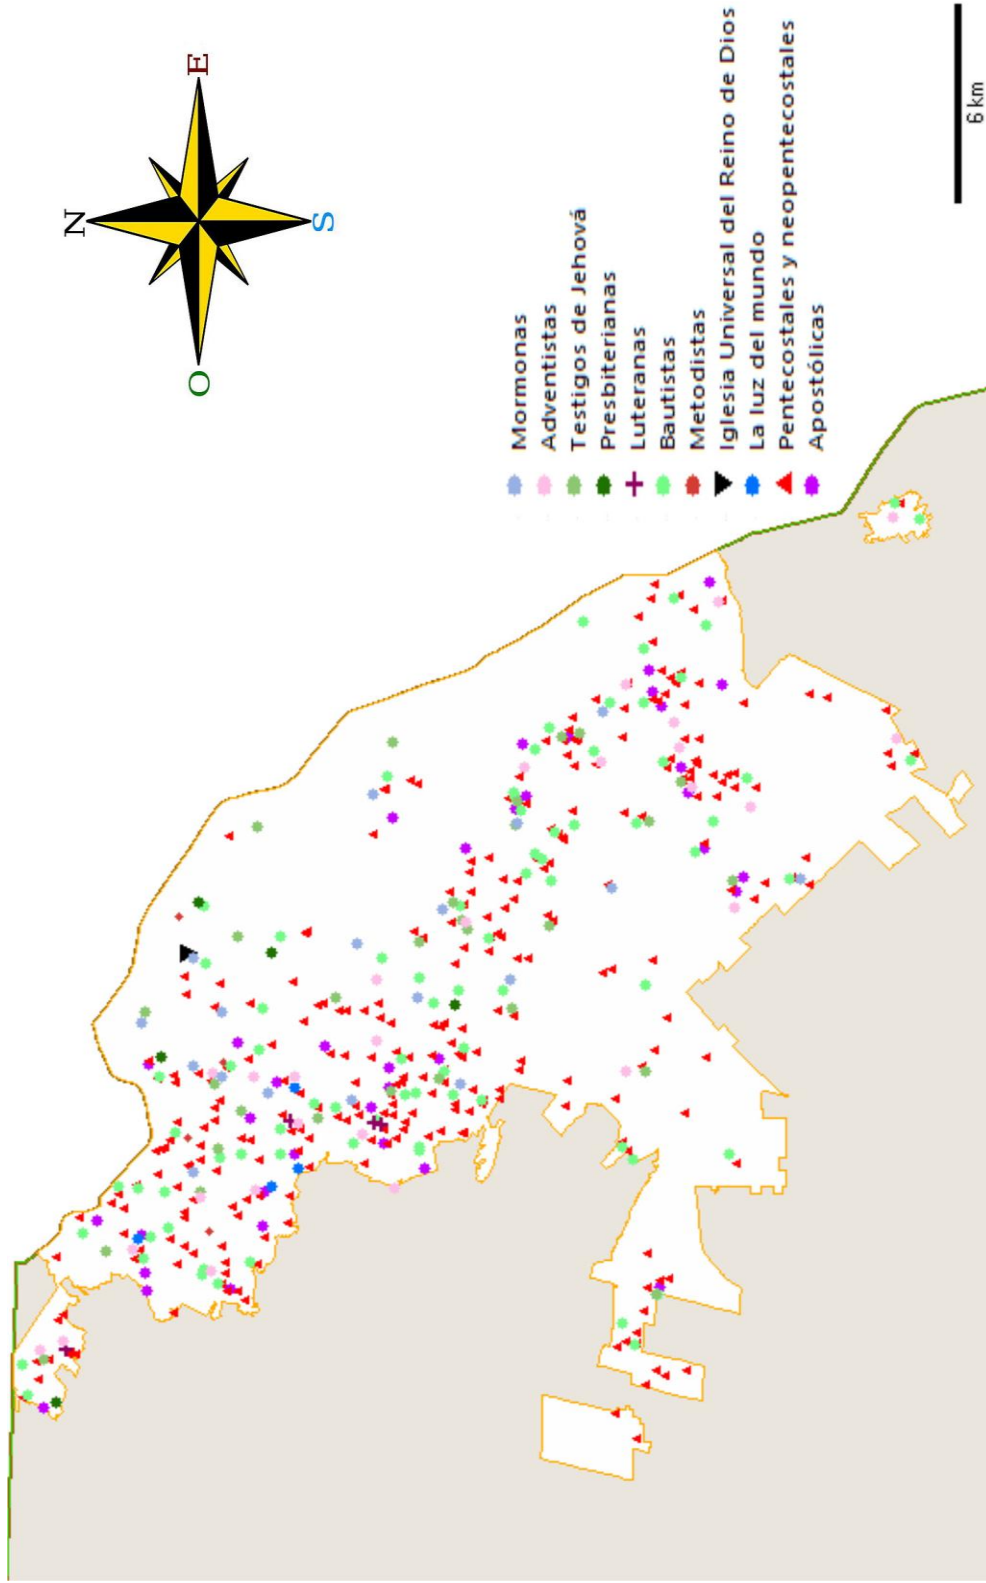 N
E
S
O
Mormonas
Adventistas
Testigos de Jehová
Presbiterianas
Luteranas
Bautistas
Metodistas
Iglesia Universal del Reino de Dios
La luz del mundo
Pentecostales y neopentecostales
Apostólicas
6 km